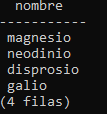 nombre
-----------
magnesio
neodinio
disprosio
galio
(4 filas)